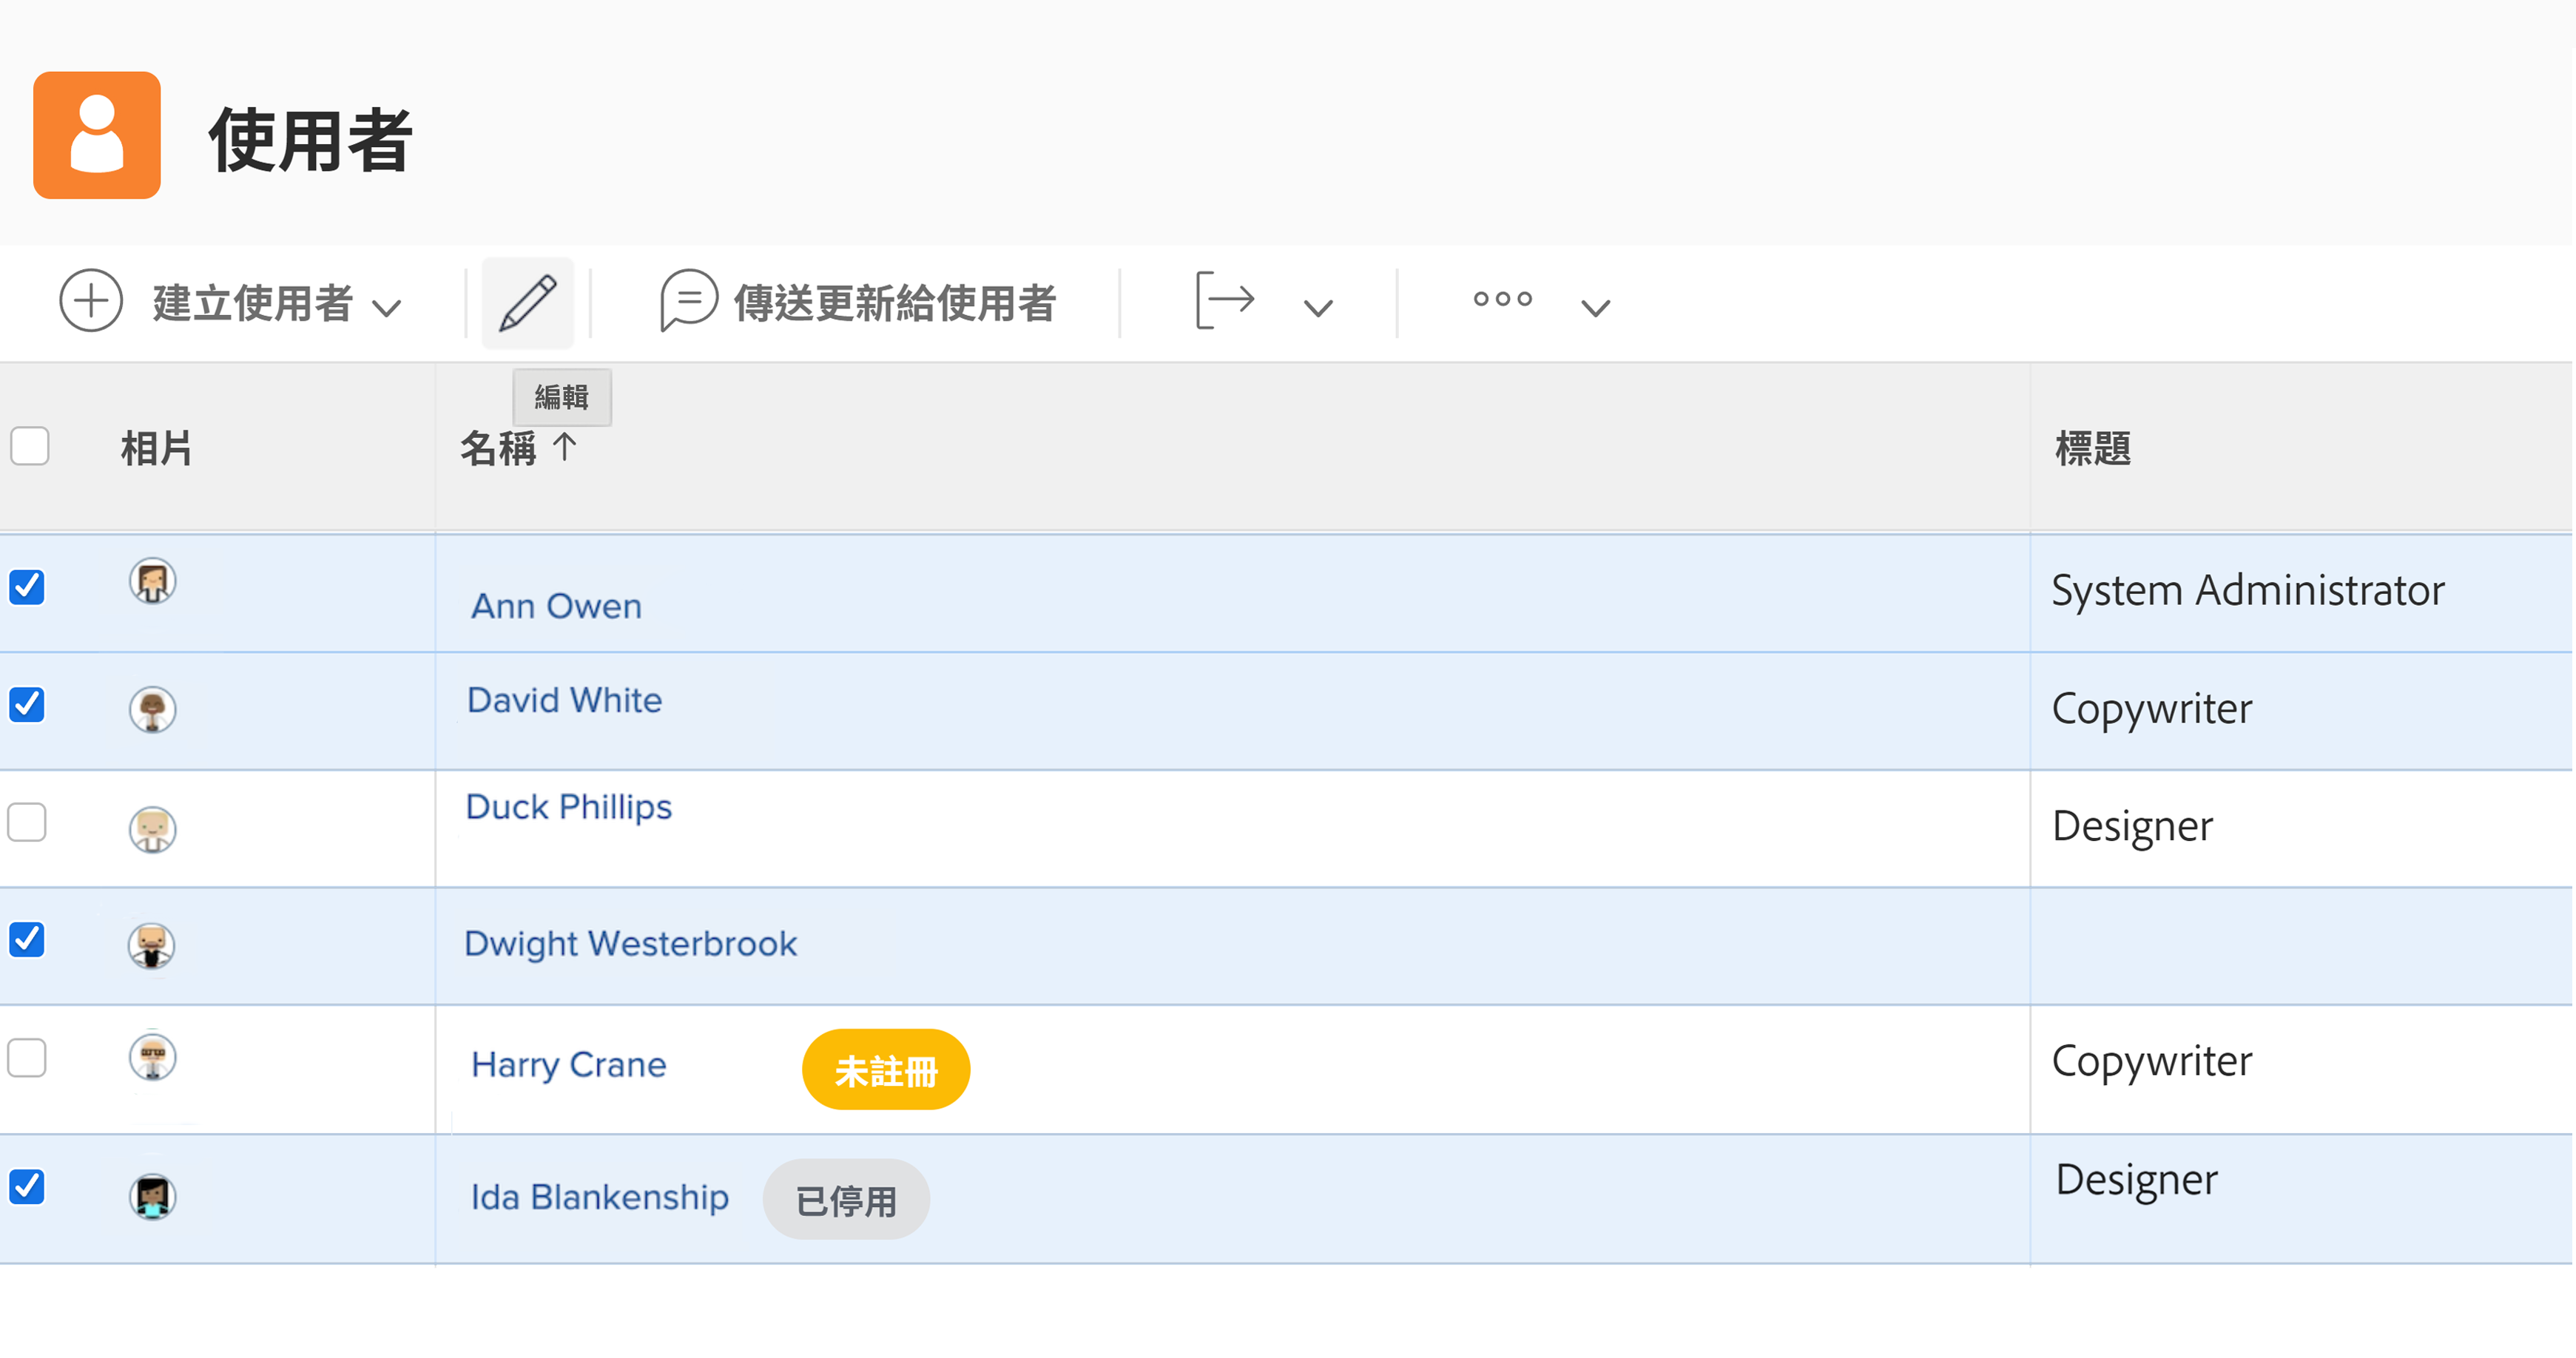 使用者
建立使用者
傳送更新給使用者
編輯
相片 名稱 ↑ 標題
Ann Owen System Administrator
David White Copywriter
Duck Phillips Designer
Dwight Westerbrook
Harry Crane 未註冊 Copywriter
Ida Blankenship 已停用 Designer